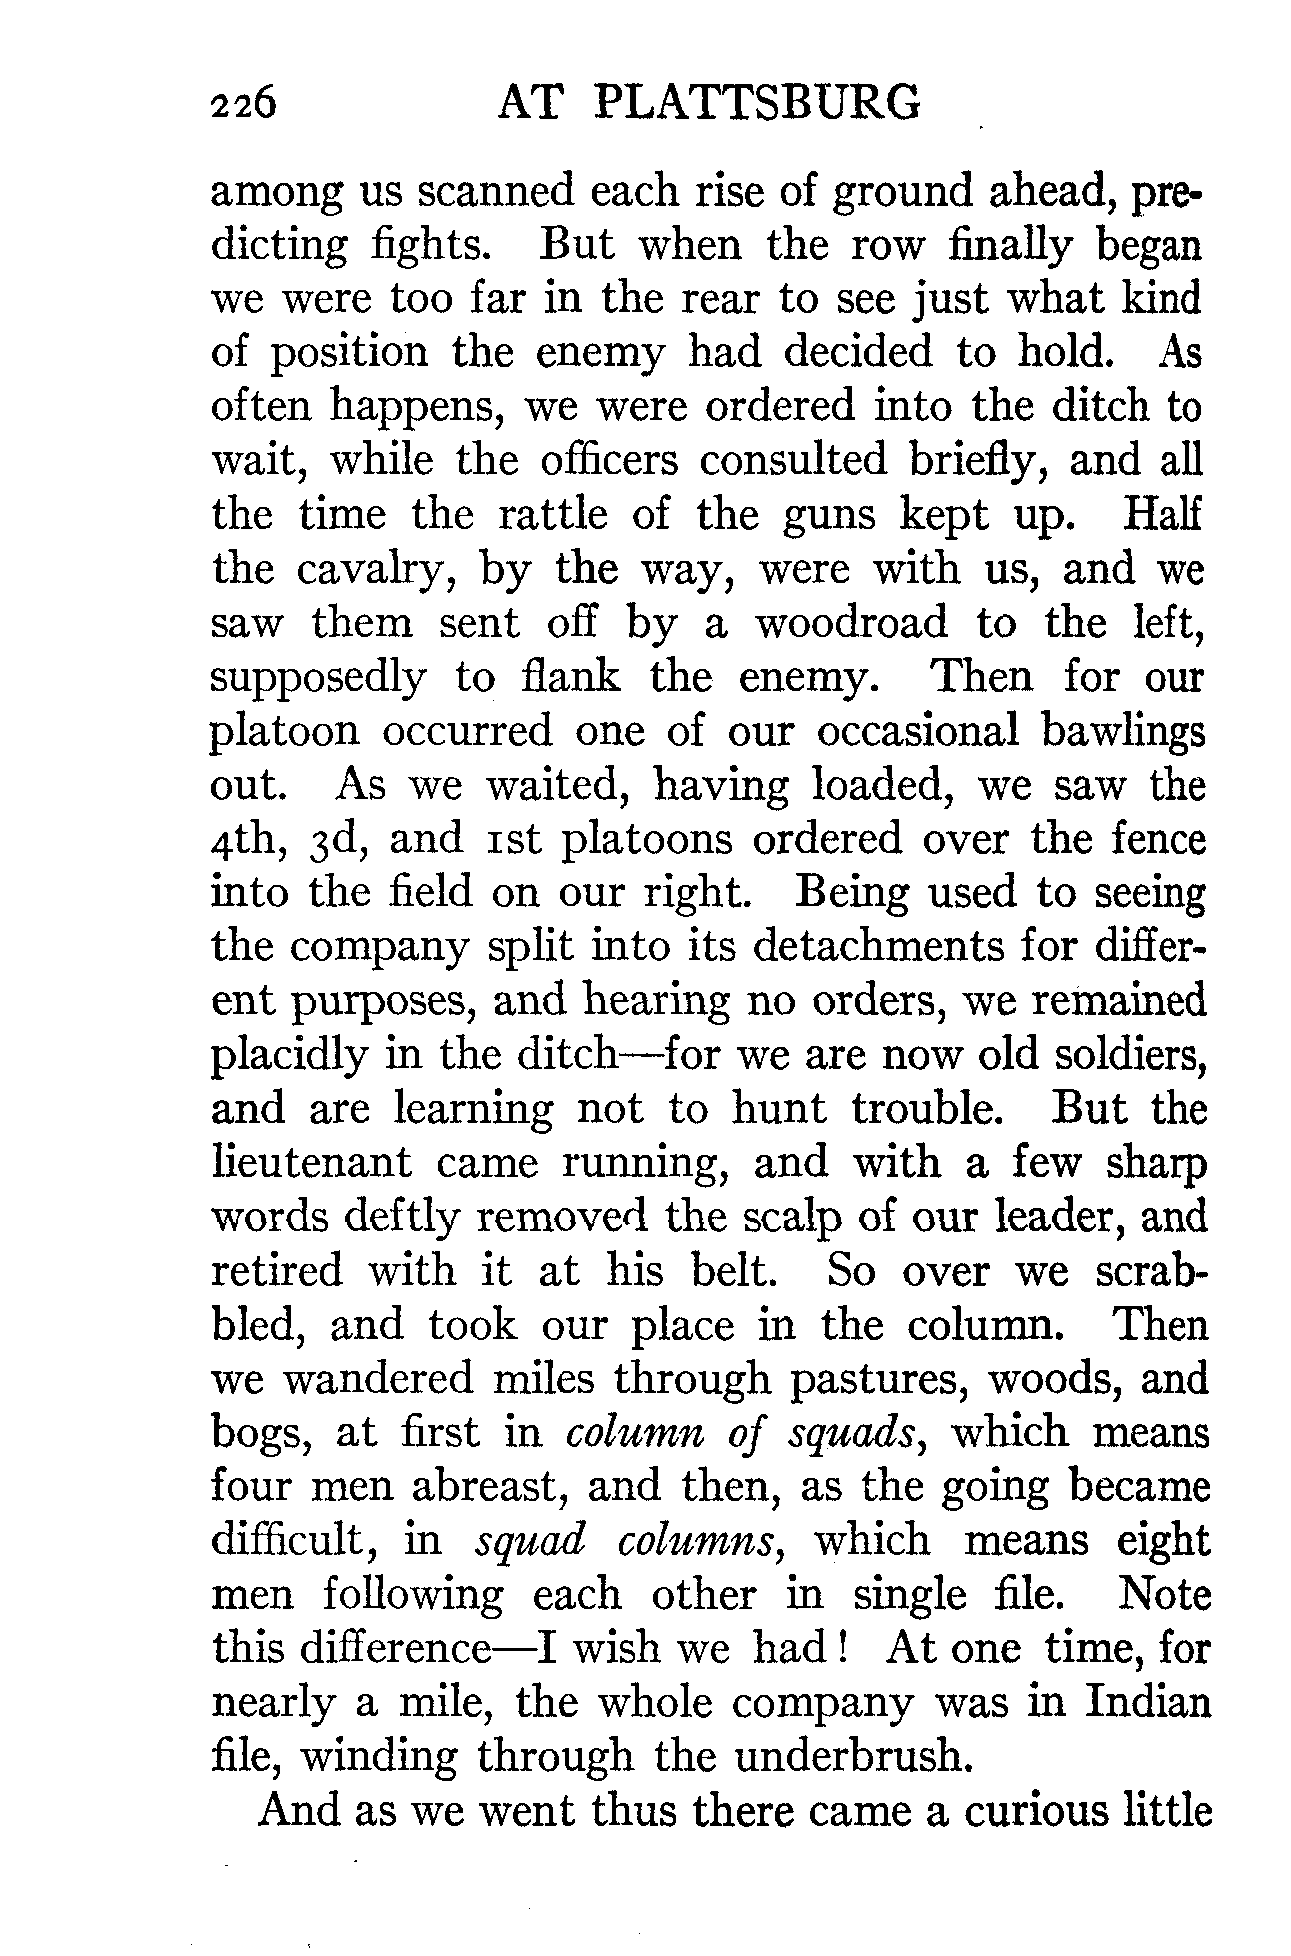 226 AT PLATTSBURG
among us scanned each rise of ground ahead, pre-
dicting fights. But when the row finally began
we were too far in the rear to see just what kind
of position the enemy had decided to hold. As
often happens, we were ordered into the ditch to
wait, while the officers consulted briefly, and all
the time the rattle of the guns kept up. Half
the cavalry, by the way, were with us, and we
saw them sent off by a woodroad to the left,
supposedly to flank the enemy. Then for our
platoon occurred one of our occasional bawlings
out. As we waited, having loaded, we saw the
4th, 3d, and 1st platoons ordered over the fence
into the field on our right. Being used to seeing
the company split into its detachments for differ-
ent purposes, and hearing no orders, we remained
placidly in the ditch—for we are now old soldiers,
and are learning not to hunt trouble. But the
lieutenant came running, and with a few sharp
words deftly removed the scalp of our leader, and
retired with it at his belt. So over we scrab-
bled, and took our place in the column. Then
we wandered miles through pastures, woods, and
bogs, at first in column of squads, which means
four men abreast, and then, as the going became
difficult, in squad columns, which means eight
men following each other in single file. Note
this difference—I wish we had! At one time, for
nearly a mile, the whole company was in Indian
file, winding through the underbrush.
And as we went thus there came a curious little